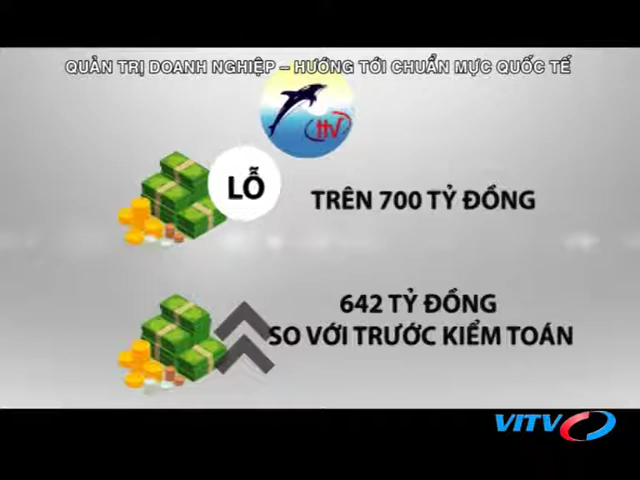 QUẢN TRỊ DOANH NGHIỆP – HƯỚNG TỚI CHUẨN MỰC QUỐC TẾ
HV
LỖ
TRÊN 700 TỶ ĐỒNG
642 TỶ ĐỒNG
SO VỚI TRƯỚC KIỂM TOÁN
VITV